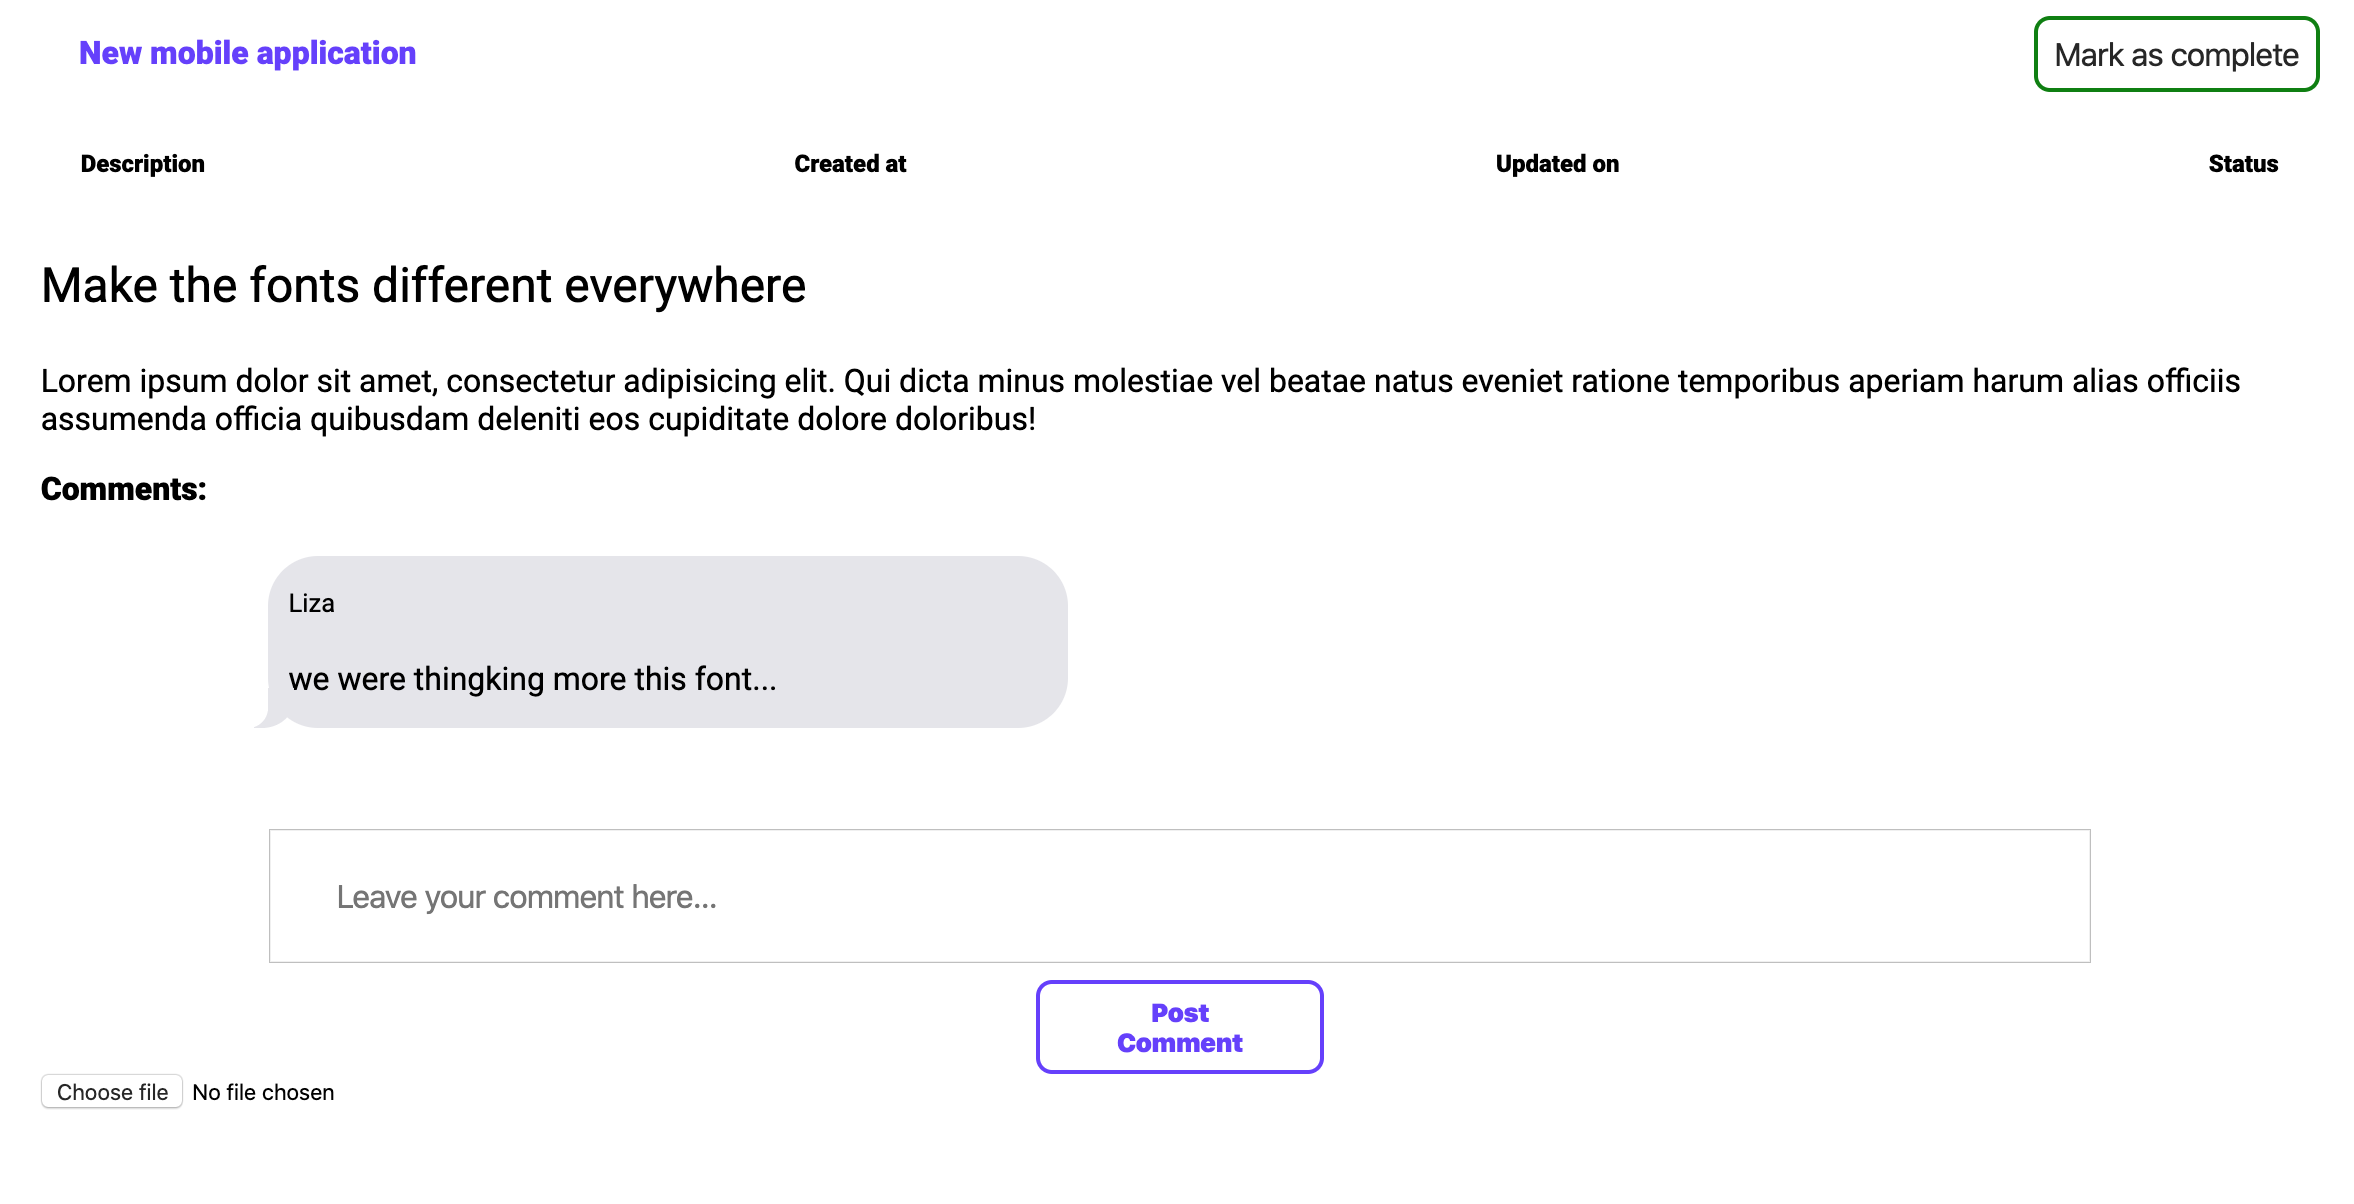 New mobile application
Mark as complete
Description Created at Updated on Status
Make the fonts different everywhere
Lorem ipsum dolor sit amet, consectetur adipisicing elit. Qui dicta minus molestiae vel beatae natus eveniet ratione temporibus aperiam harum alias officiis
assumenda officia quibusdam deleniti eos cupiditate dolore doloribus!
Comments:
Liza
we were thingking more this font...
Leave your comment here...
Post
Comment
Choose file No file chosen